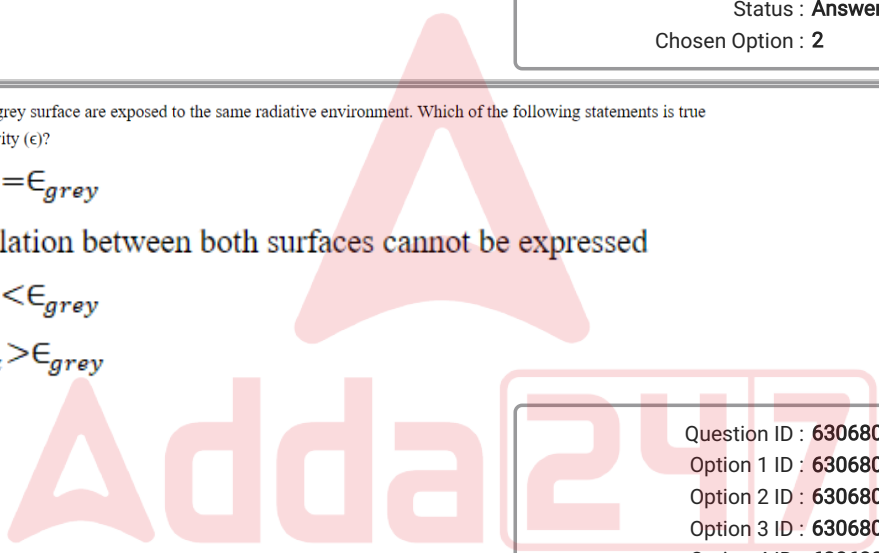 Status : Answer
Chosen Option : 2
grey surface are exposed to the same radiative environment. Which of the following statements is true
ity (ϵ)?
=ϵgrey
lation between both surfaces cannot be expressed
<ϵgrey
>ϵgrey
Adda 247
Question ID : 630680
Option 1 ID : 630680
Option 2 ID : 630680
Option 3 ID : 630680